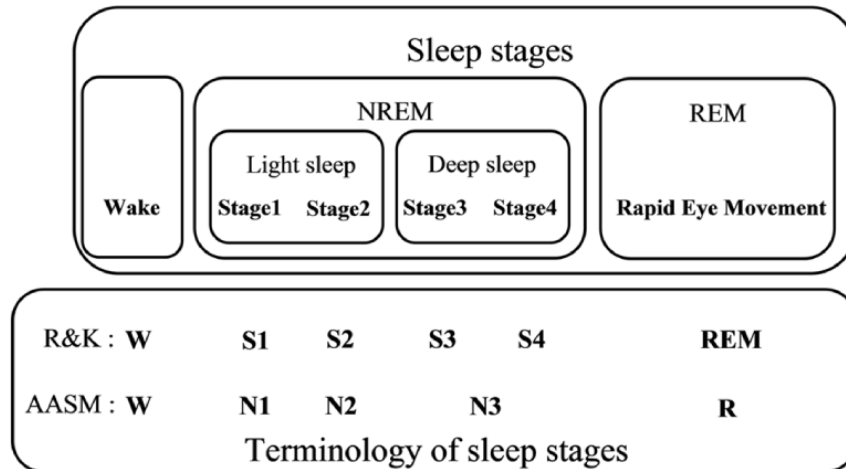 Sleep stages
NREM
REM
Light sleep
Deep sleep
Wake
Stage1 Stage2
Stage3 Stage4
Rapid Eye Movement
R&K : W S1 S2 S3 S4 REM
AASM : W N1 N2 N3 R
Terminology of sleep stages